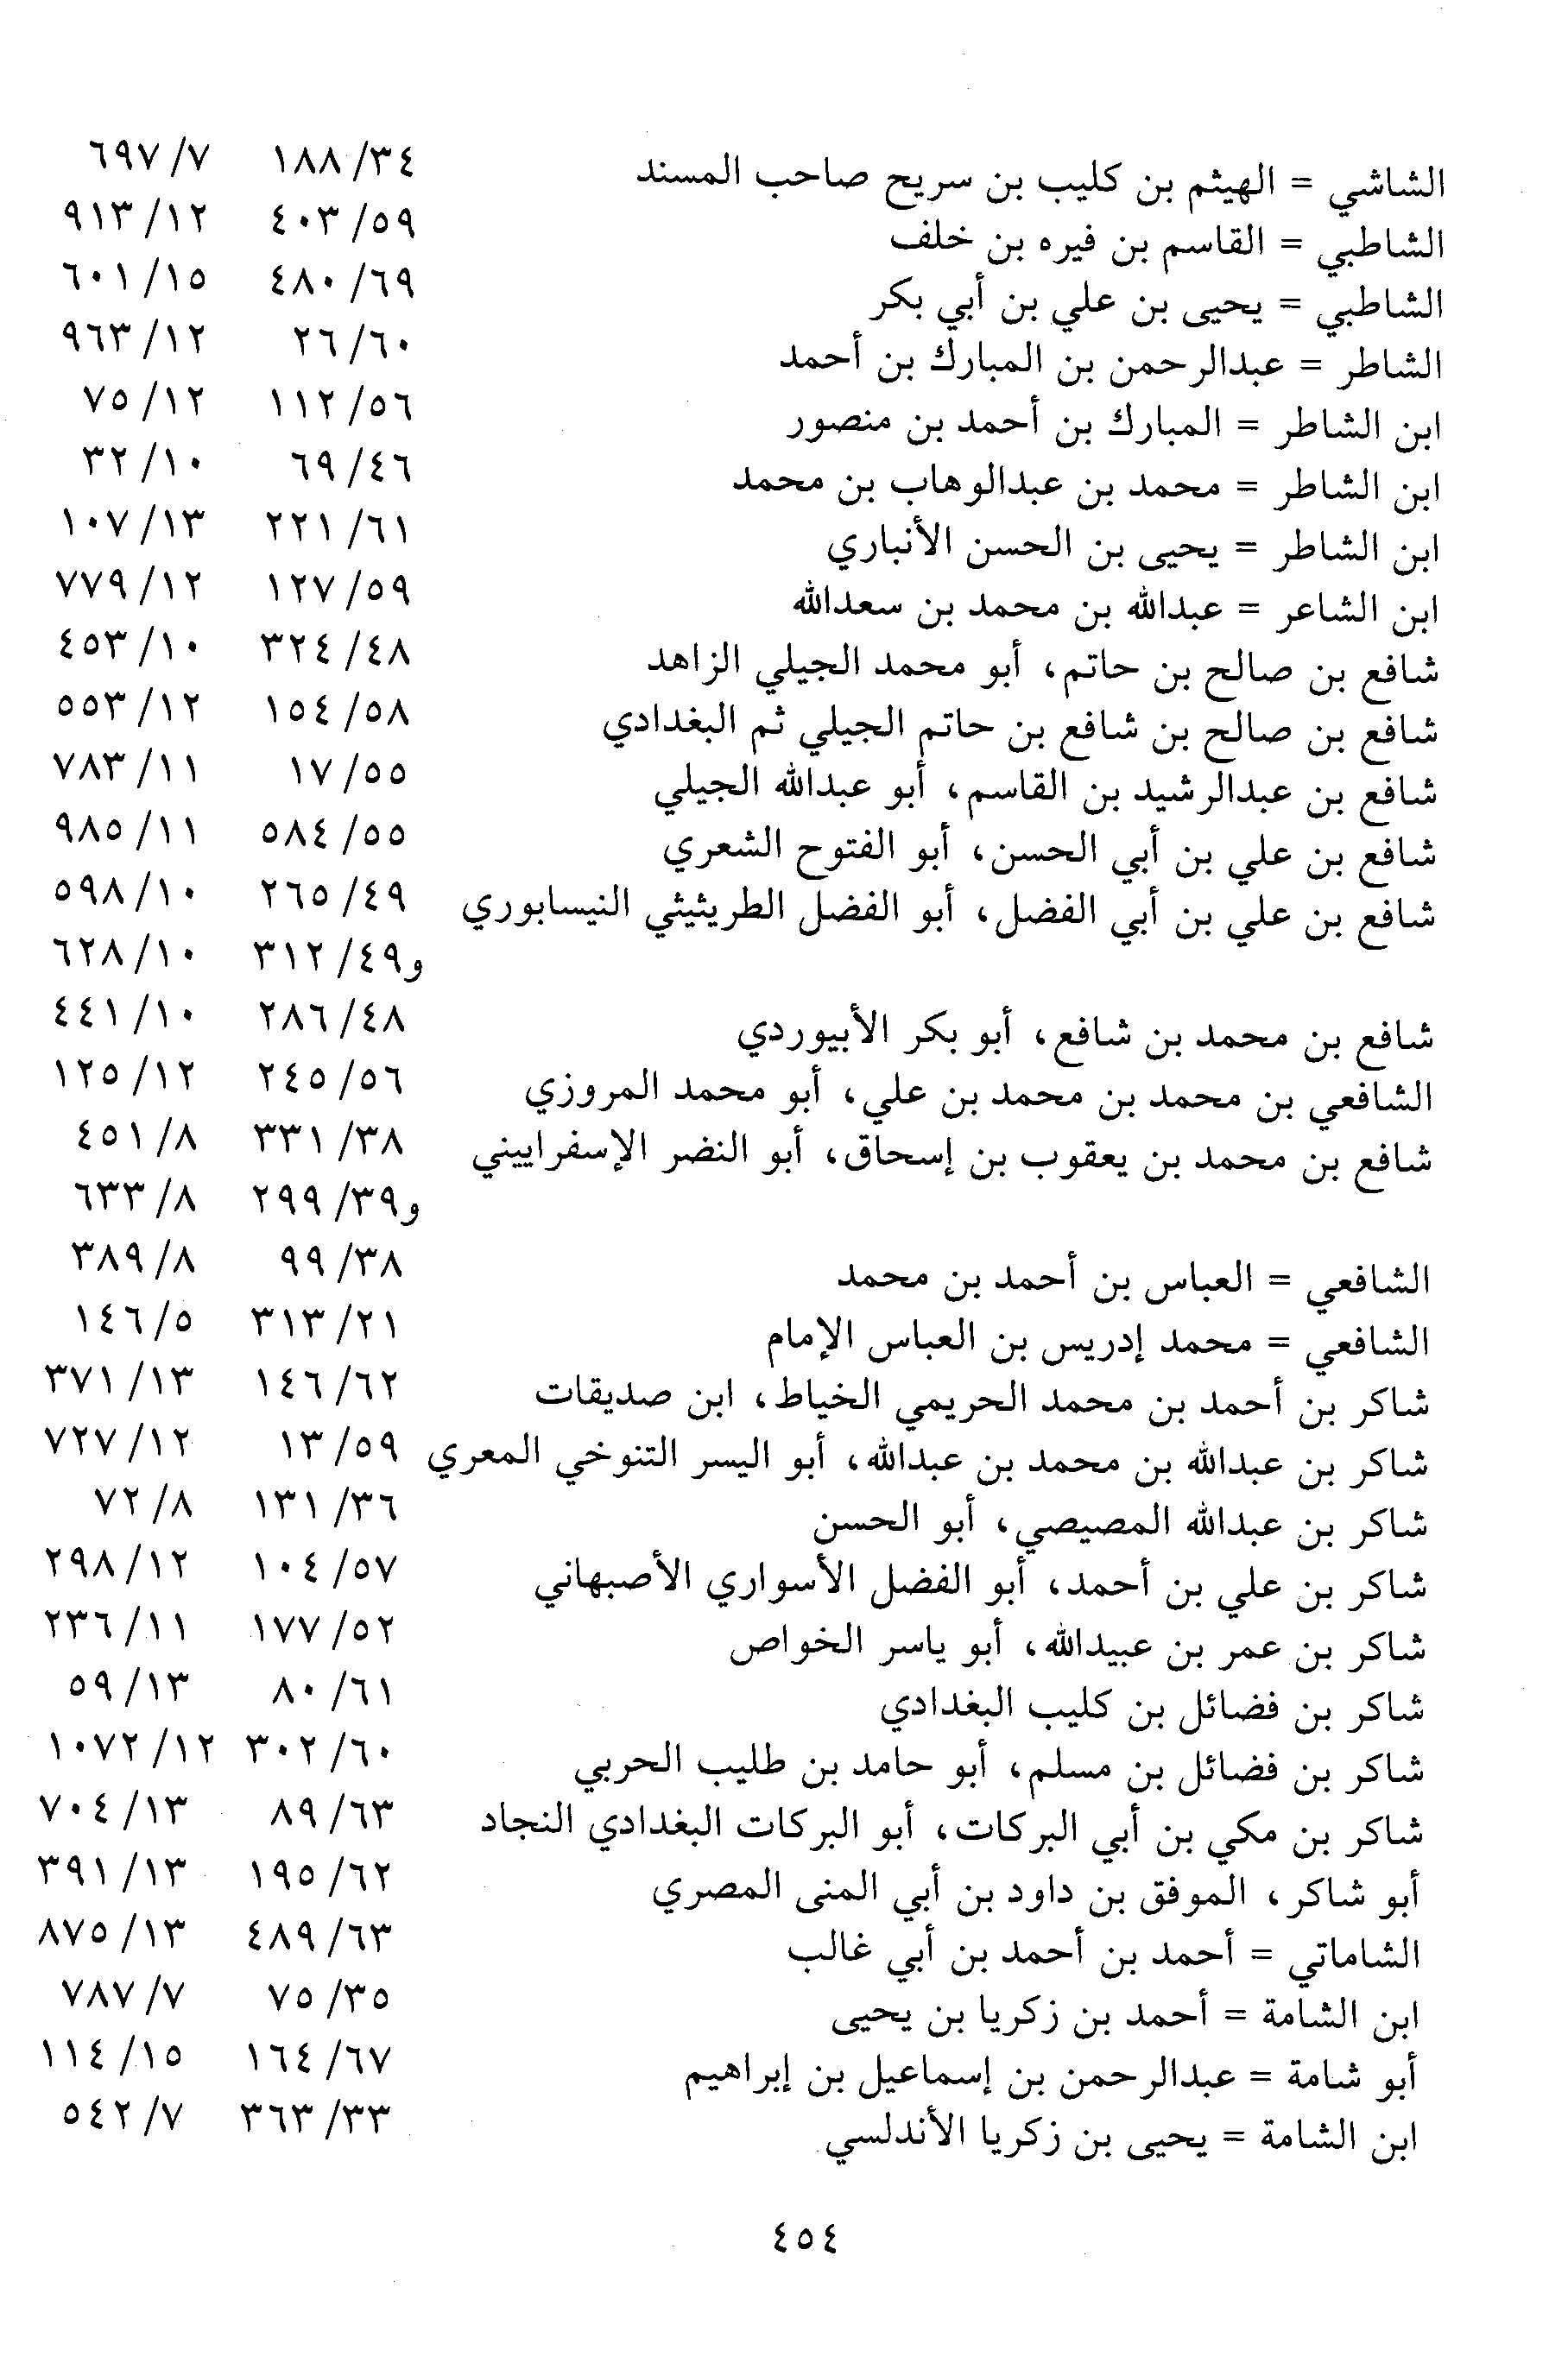 الشاشي = الهيثم بن كليب بن سريح صاحب المسند ٣٤/ ١٨٨ ٧/ ٦٩٧
الشاطبي = القاسم بن فيره بن خلف ٥٩/ ٤٠٣ ١٢/ ٩١٣
الشاطبي = يحيى بن علي بن أبي بكر ٦٩/ ٤٨٠ ١٥/ ٦٠١
الشاطر = عبدالرحمن بن المبارك بن أحمد ٦٠/ ٢٦ ١٢/ ٩٦٣
ابن الشاطر = المبارك بن أحمد بن منصور ٥٦/ ١١٢ ١٢/ ٧٥
ابن الشاطر = محمد بن عبدالوهاب بن محمد ٤٦/ ٦٩ ١٠/ ٣٢
ابن الشاطر = يحيى بن الحسن الأنباري ٦١/ ٢٢١ ١٣/ ١٠٧
ابن الشاعر = عبدالله بن محمد بن سعدالله ٥٩/ ١٢٧ ١٢/ ٧٧٩
شافع بن صالح بن حاتم، أبو محمد الجيلي الزاهد ٤٨/ ٣٢٤ ١٠/ ٤٥٣
شافع بن صالح بن شافع بن حاتم الجيلي ثم البغدادي ٥٨/ ١٥٤ ١٢/ ٥٥٣
شافع بن عبدالرشيد بن القاسم، أبو عبدالله الجيلي ٥٥/ ١٧ ١١/ ٧٨٣
شافع بن علي بن أبي الحسن، أبو الفتوح الشعري ٥٥/ ٥٨٤ ١١/ ٩٨٥
شافع بن علي بن أبي الفضل، أبو الفضل الطريثيثي النيسابوري ٤٩/ ٢٦٥ ١٠/ ٥٩٨
و٤٩/ ٣١٢ ١٠/ ٦٢٨
شافع بن محمد بن شافع، أبو بكر الأبيوردي ٤٨/ ٢٨٦ ١٠/ ٤٤١
الشافعي بن محمد بن محمد بن علي، أبو محمد المروزي ٥٦/ ٢٤٥ ١٢/ ١٢٥
شافع بن محمد بن يعقوب بن إسحاق، أبو النضر الإسفراييني ٣٨/ ٣٣١ ٨/ ٤٥١
و٣٩/ ٢٩٩ ٨/ ٦٣٣
الشافعي = العباس بن أحمد بن محمد ٣٨/ ٩٩ ٨/ ٣٨٩
الشافعي = محمد إدريس بن العباس الإمام ٢١/ ٣١٣ ٥/ ١٤٦
شاكر بن أحمد بن محمد الحريمي الخياط، ابن صديقات ٦٢/ ١٤٦ ١٣/ ٣٧١
شاكر بن عبدالله بن محمد بن عبدالله، أبو اليسر التنوخي المعري ٥٩/ ١٣ ١٢/ ٧٢٧
شاكر بن عبدالله المصيصي، أبو الحسن ٣٦/ ١٣١ ٨/ ٧٢
شاكر بن علي بن أحمد، أبو الفضل الأسواري الأصبهاني ٥٧/ ١٠٤ ١٢/ ٢٩٨
شاكر بن عمر بن عبيدالله، أبو ياسر الخواص ٥٢/ ١٧٧ ١١/ ٢٣٦
شاكر بن فضائل بن كليب البغدادي ٦١/ ٨٠ ١٣/ ٥٩
شاكر بن فضائل بن مسلم، أبو حامد بن طليب الحربي ٦٠/ ٣٠٢ ١٢/ ١٠٧٢
شاكر بن مكي بن أبي البركات، أبو البركات البغدادي النجاد ٦٣/ ٨٩ ١٣/ ٧٠٤
أبو شاكر، الموفق بن داود بن أبي المنى المصري ٦٢/ ١٩٥ ١٣/ ٣٩١
الشاماتي = أحمد بن أحمد بن أبي غالب ٦٣/ ٤٨٩ ١٣/ ٨٧٥
ابن الشامة = أحمد بن زكريا بن يحيى ٣٥/ ٧٥ ٧/ ٧٨٧
أبو شامة = عبدالرحمن بن إسماعيل بن إبراهيم ٦٧/ ١٦٤ ١٥/ ١١٤
ابن الشامة = يحيى بن زكريا الأندلسي ٣٣/ ٣٦٣ ٧/ ٥٤٢
٤٥٤